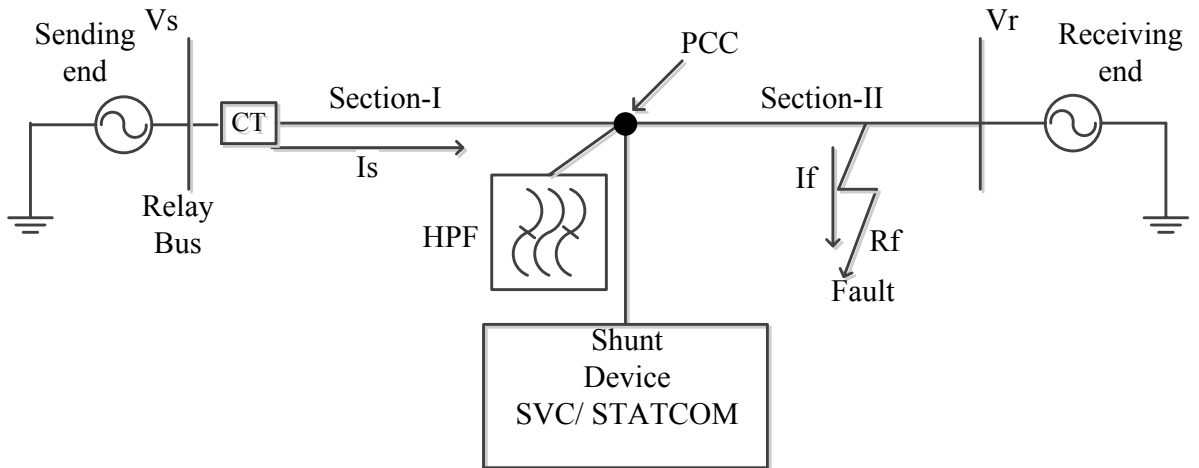 Vs
Sending
end
CT
Section-I
Is
Relay
Bus
PCC
HPF
Shunt
Device
SVC/ STATCOM
Section-II
If
Rf
Fault
Vr
Receiving
end